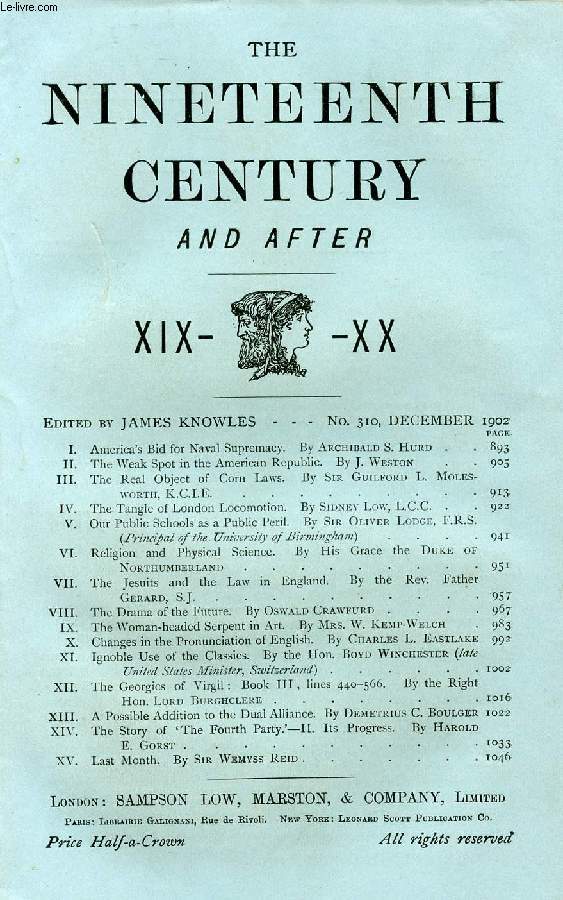 Le-livre.com
THE
NINETEENTH
CENTURY
AND AFTER
XIX- -XX
EDITED BY JAMES KNOWLES - - - No. 310, DECEMBER 1902
PAGE
I. America's Bid for Naval Supremacy. By ARCHIBALD S. HURD . . 893
II. The Weak Spot in the American Republic. By J. WESTON . . 905
III. The Real Object of Corn Laws. By SIR GUILFORD L. MOLES-
WORTH, K.C.I.E. . . . . . . . . 913
IV. The Tangle of London Locomotion. By SIDNEY LOW, L.C.C. . 922
V. Our Public Schools as a Public Peril. By SIR OLIVER LODGE, F.R.S.
(Principal of the University of Birmingham) . . . . 941
VI. Religion and Physical Science. By His Grace the DUKE OF
NORTHUMBERLAND . . . . . . . . 951
VII. The Jesuits and the Law in England. By the Rev. Father
GERARD, S.J. . . . . . . . . 957
VIII. The Drama of the Future. By OSWALD CRAWFURD . . . . 967
IX. The Woman-headed Serpent in Art. By MRS. W. KEMP-WELCH . 983
X. Changes in the Pronunciation of English. By CHARLES L. EASTLAKE 992
XI. Ignoble Use of the Classics. By the Hon. BOYD WINCHESTER (late
United States Minister, Switzerland) . . . . . . 1002
XII. The Georgics of Virgil: Book III, lines 440-566. By the Right
Hon. LORD BURGHCLERE . . . . . . . 1016
XIII. A Possible Addition to the Dual Alliance. By DEMETRIUS C. BOULGER 1022
XIV. The Story of 'The Fourth Party.'—II. Its Progress. By HAROLD
E. GORST . . . . . . . . . 1033
XV. Last Month. By SIR WEMYSS REID . . . . . . 1046
LONDON: SAMPSON LOW, MARSTON, & COMPANY, LIMITED
PARIS: LIBRAIRIE GALIGNANI, Rue de Rivoli. NEW YORK: LEONARD SCOTT PUBLICATION CO.
Price Half-a-Crown All rights reserved